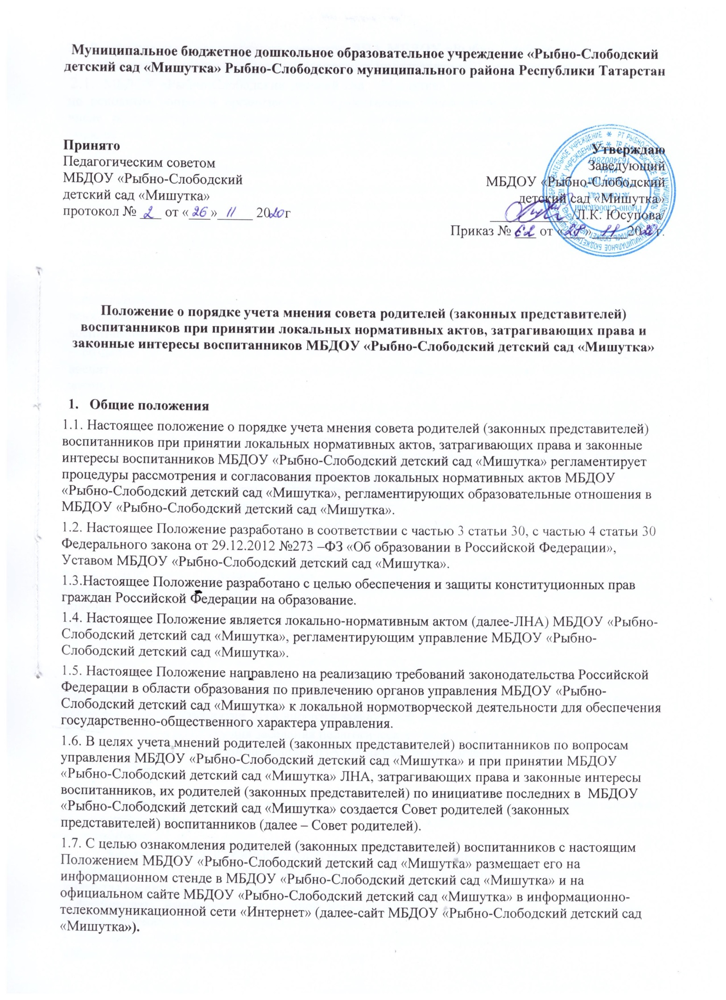 Муниципальное бюджетное дошкольное образовательное учреждение «Рыбно-Слободский
детский сад «Мишутка» Рыбно-Слободского муниципального района Республики Татарстан
Принято
Педагогическим советом
МБДОУ «Рыбно-Слободский
детский сад «Мишутка»
протокол № 2 от «26» 11 2020 г
Утверждаю
Заведующий
МБДОУ «Рыбно-Слободский
детский сад «Мишутка»
/Л.К. Юсупова/
Приказ № 62 от «28» 11 2020 г.
Положение о порядке учета мнения совета родителей (законных представителей)
воспитанников при принятии локальных нормативных актов, затрагивающих права и
законные интересы воспитанников МБДОУ «Рыбно-Слободский детский сад «Мишутка»
1. Общие положения
1.1. Настоящее положение о порядке учета мнения совета родителей (законных представителей)
воспитанников при принятии локальных нормативных актов, затрагивающих права и законные
интересы воспитанников МБДОУ «Рыбно-Слободский детский сад «Мишутка» регламентирует
процедуры рассмотрения и согласования проектов локальных нормативных актов МБДОУ
«Рыбно-Слободский детский сад «Мишутка», регламентирующих образовательные отношения в
МБДОУ «Рыбно-Слободский детский сад «Мишутка».
1.2. Настоящее Положение разработано в соответствии с частью 3 статьи 30, с частью 4 статьи 30
Федерального закона от 29.12.2012 №273 –ФЗ «Об образовании в Российской Федерации»,
Уставом МБДОУ «Рыбно-Слободский детский сад «Мишутка».
1.3.Настоящее Положение разработано с целью обеспечения и защиты конституционных прав
граждан Российской Федерации на образование.
1.4. Настоящее Положение является локально-нормативным актом (далее-ЛНА) МБДОУ «Рыбно-
Слободский детский сад «Мишутка», регламентирующим управление МБДОУ «Рыбно-
Слободский детский сад «Мишутка».
1.5. Настоящее Положение направлено на реализацию требований законодательства Российской
Федерации в области образования по привлечению органов управления МБДОУ «Рыбно-
Слободский детский сад «Мишутка» к локальной нормотворческой деятельности для обеспечения
государственно-общественного характера управления.
1.6. В целях учета мнений родителей (законных представителей) воспитанников по вопросам
управления МБДОУ «Рыбно-Слободский детский сад «Мишутка» и при принятии МБДОУ
«Рыбно-Слободский детский сад «Мишутка» ЛНА, затрагивающих права и законные интересы
воспитанников, их родителей (законных представителей) по инициативе последних в МБДОУ
«Рыбно-Слободский детский сад «Мишутка» создается Совет родителей (законных
представителей) воспитанников (далее – Совет родителей).
1.7. С целью ознакомления родителей (законных представителей) воспитанников с настоящим
Положением МБДОУ «Рыбно-Слободский детский сад «Мишутка» размещает его на
информационном стенде в МБДОУ «Рыбно-Слободский детский сад «Мишутка» и на
официальном сайте МБДОУ «Рыбно-Слободский детский сад «Мишутка» в информационно-
телекоммуникационной сети «Интернет» (далее-сайт МБДОУ «Рыбно-Слободский детский сад
«Мишутка»).